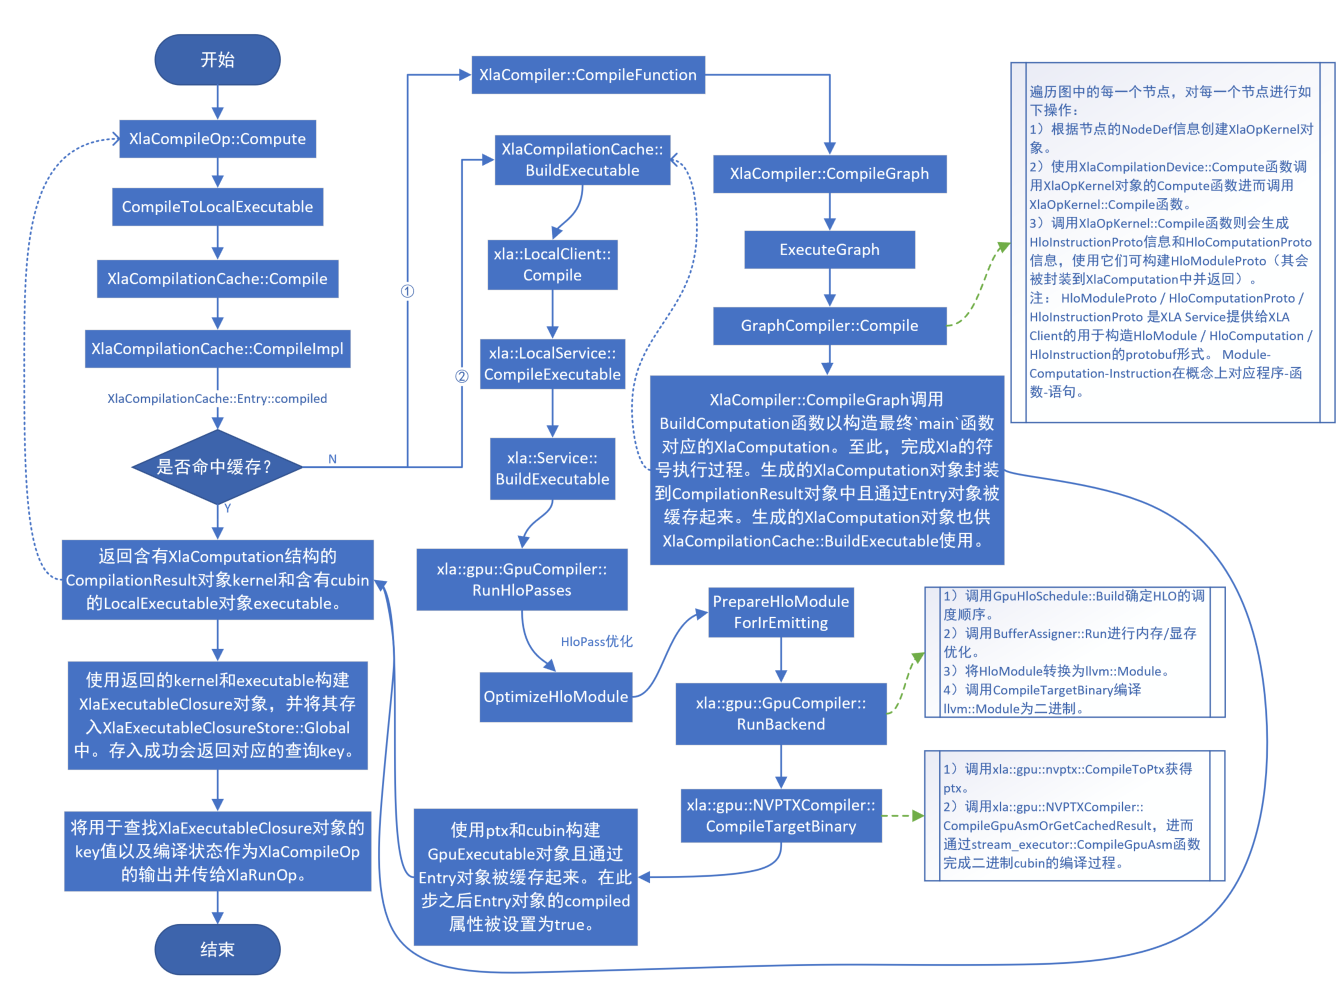 开始
XlaCompileOp::Compute
CompileToLocalExecutable
XlaCompilationCache::Compile
XlaCompilationCache::CompileImpl
XlaCompilationCache::Entry::compiled
是否命中缓存?
N
Y
①
②
返回含有XlaComputation结构的
CompilationResult对象kernel和含有cubin
的LocalExecutable对象executable。
使用返回的kernel和executable构建
XlaExecutableClosure对象，并将其存
入XlaExecutableClosureStore::Global
中。存入成功会返回对应的查询key。
将用于查找XlaExecutableClosure对象的
key值以及编译状态作为XlaCompileOp
的输出并传给XlaRunOp。
结束
XlaCompiler::CompileFunction
XlaCompilationCache::
BuildExecutable
xla::LocalClient::
Compile
xla::LocalService::
CompileExecutable
xla::Service::
BuildExecutable
xla::gpu::GpuCompiler::
RunHloPasses
HloPass优化
OptimizeHloModule
XlaCompiler::CompileGraph
ExecuteGraph
GraphCompiler::Compile
XlaCompiler::CompileGraph调用
BuildComputation函数以构造最终`main`函数
对应的XlaComputation。至此，完成Xla的符
号执行过程。生成的XlaComputation对象封装
到CompilationResult对象中且通过Entry对象被
缓存起来。生成的XlaComputation对象也供
XlaCompilationCache::BuildExecutable使用。
PrepareHloModule
ForIrEmitting
xla::gpu::GpuCompiler::
RunBackend
xla::gpu::NVPTXCompiler::
CompileTargetBinary
使用ptx和cubin构建
GpuExecutable对象且通过
Entry对象被缓存起来。在此
步之后Entry对象的compiled
属性被设置为true。
遍历图中的每一个节点，对每一个节点进行如
下操作：
1）根据节点的NodeDef信息创建XlaOpKernel对
象。
2）使用XlaCompilationDevice::Compute函数调
用XlaOpKernel对象的Compute函数进而调用
XlaOpKernel::Compile函数。
3）调用XlaOpKernel::Compile函数则会生成
HloInstructionProto信息和HloComputationProto
信息，使用它们可构建HloModuleProto（其会
被封装到XlaComputation中并返回）。
注： HloModuleProto / HloComputationProto /
HloInstructionProto 是XLA Service提供给XLA
Client的用于构造HloModule / HloComputation /
HloInstruction的protobuf形式。 Module-
Computation-Instruction在概念上对应程序-函
数-语句。
1）调用GpuHloSchedule::Build确定HLO的调
度顺序。
2）调用BufferAssigner::Run进行内存/显存
优化。
3）将HloModule转换为llvm::Module。
4）调用CompileTargetBinary编译
llvm::Module为二进制。
1）调用xla::gpu::nvptx::CompileToPtx获得
ptx。
2）调用xla::gpu::NVPTXCompiler::
CompileGpuAsmOrGetCachedResult，进而
通过stream_executor::CompileGpuAsm函数
完成二进制cubin的编译过程。